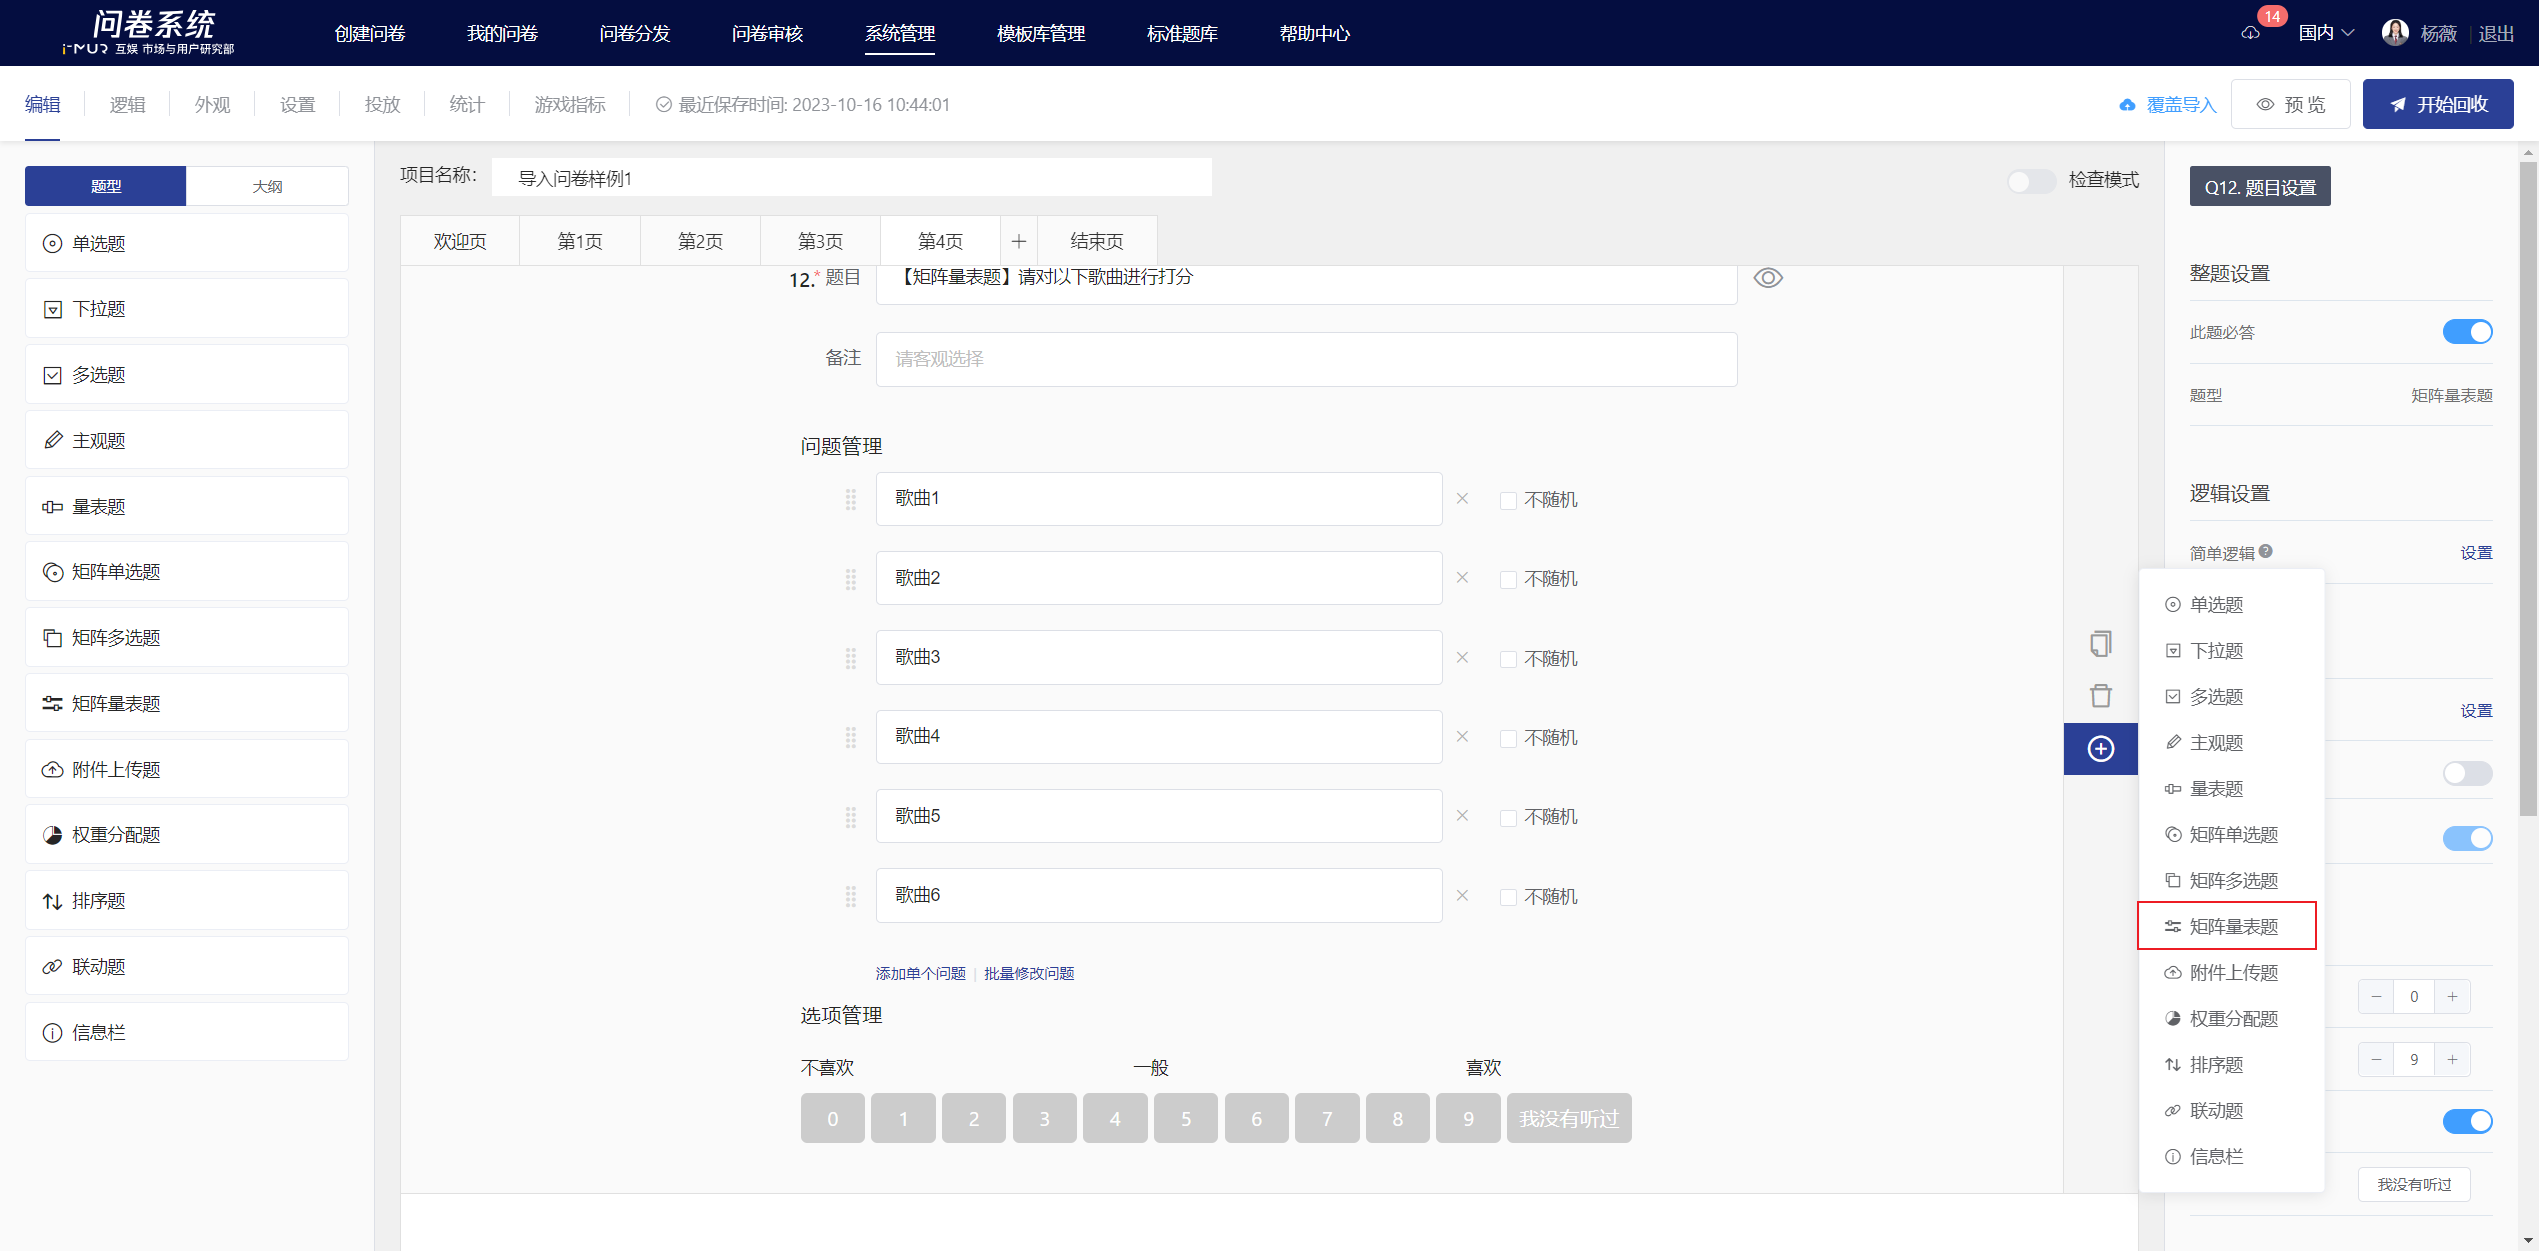 问卷系统
i-MUR 互娱 市场与用户研究部
创建问卷
我的问卷
问卷分发
问卷审核
系统管理
模板库管理
标准题库
帮助中心
14
国内
杨薇
退出
编辑
逻辑
外观
设置
投放
统计
游戏指标
最近保存时间: 2023-10-16 10:44:01
覆盖导入
预 览
开始回收
题型
大纲
单选题
下拉题
多选题
主观题
量表题
矩阵单选题
矩阵多选题
矩阵量表题
附件上传题
权重分配题
排序题
联动题
信息栏
项目名称:
导入问卷样例1
检查模式
欢迎页
第1页
第2页
第3页
第4页
+
结束页
12.* 题目
【矩阵量表题】请对以下歌曲进行打分
备注
请客观选择
问题管理
歌曲1
不随机
歌曲2
不随机
歌曲3
不随机
歌曲4
不随机
歌曲5
不随机
歌曲6
不随机
添加单个问题 | 批量修改问题
选项管理
不喜欢
一般
喜欢
0
1
2
3
4
5
6
7
8
9
我没有听过
Q12. 题目设置
整题设置
此题必答
题型
矩阵量表题
逻辑设置
简单逻辑
?
设置
设置
单选题
下拉题
多选题
主观题
量表题
矩阵单选题
矩阵多选题
矩阵量表题
附件上传题
权重分配题
排序题
联动题
信息栏
− 0 +
− 9 +
我没有听过